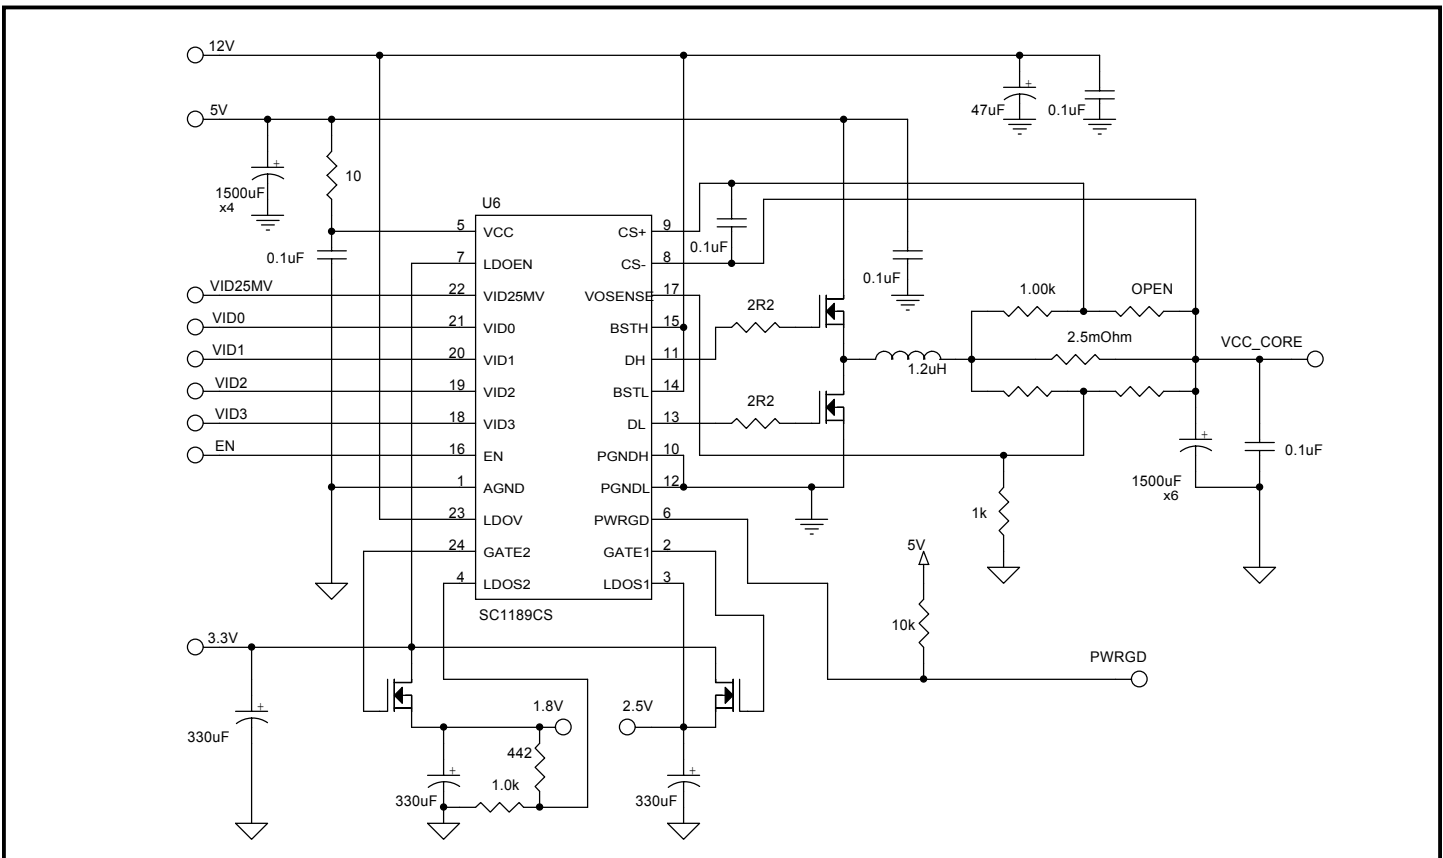 12V
5V
+
47uF
0.1uF
+
1500uF
x4
10
0.1uF
U6
5 VCC CS+ 9
7 LDOEN CS- 8
VID25MV 22 VID25MV VOSENSE 17
VID0 21 VID0 BSTH 15
VID1 20 VID1 DH 11
VID2 19 VID2 BSTL 14
VID3 18 VID3 DL 13
EN 16 EN PGNDH 10
1 AGND PGNDL 12
23 LDOV PWRGD 6
24 GATE2 GATE1 2
4 LDOS2 LDOS1 3
SC1189CS
0.1uF
0.1uF
2R2
2R2
1.2uH
1.00k
OPEN
2.5mOhm
VCC_CORE
+
1500uF
x6
0.1uF
1k
5V
10k
PWRGD
3.3V
+
330uF
1.8V
442
1.0k
+
330uF
2.5V
+
330uF